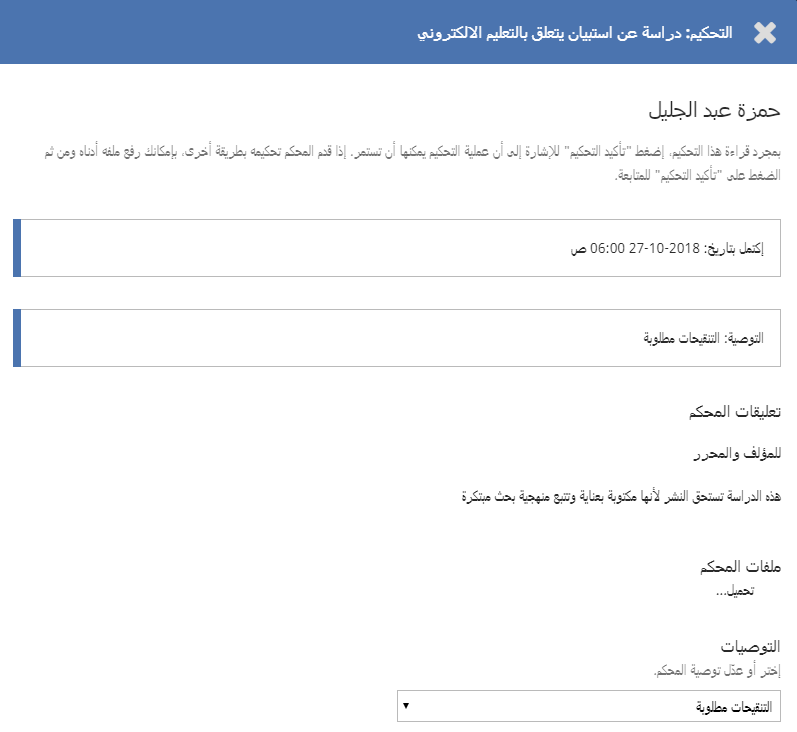 التحكيم: دراسة عن استبيان يتعلق بالتعليم الالكتروني
حمزة عبد الجليل
بمجرد قراءة هذا التحكيم، إضغط "تأكيد التحكيم" للإشارة إلى أن عملية التحكيم يمكنها أن تستمر. إذا قدم المحكم تحكيمه بطريقة أخرى، بإمكانك رفع ملفه أدناه ومن ثم
الضغط على "تأكيد التحكيم" للمتابعة.
إكتمل بتاريخ: 2018-10-27 06:00 ص
التوصية: التنقيحات مطلوبة
تعليقات المحكم
للمؤلف والمحرر
هذه الدراسة تستحق النشر لأنها مكتوبة بعناية وتتبع منهجية بحث مبتكرة
ملفات المحكم
تحميل...
التوصيات
إختر أو عدّل توصية المحكم.
التنقيحات مطلوبة